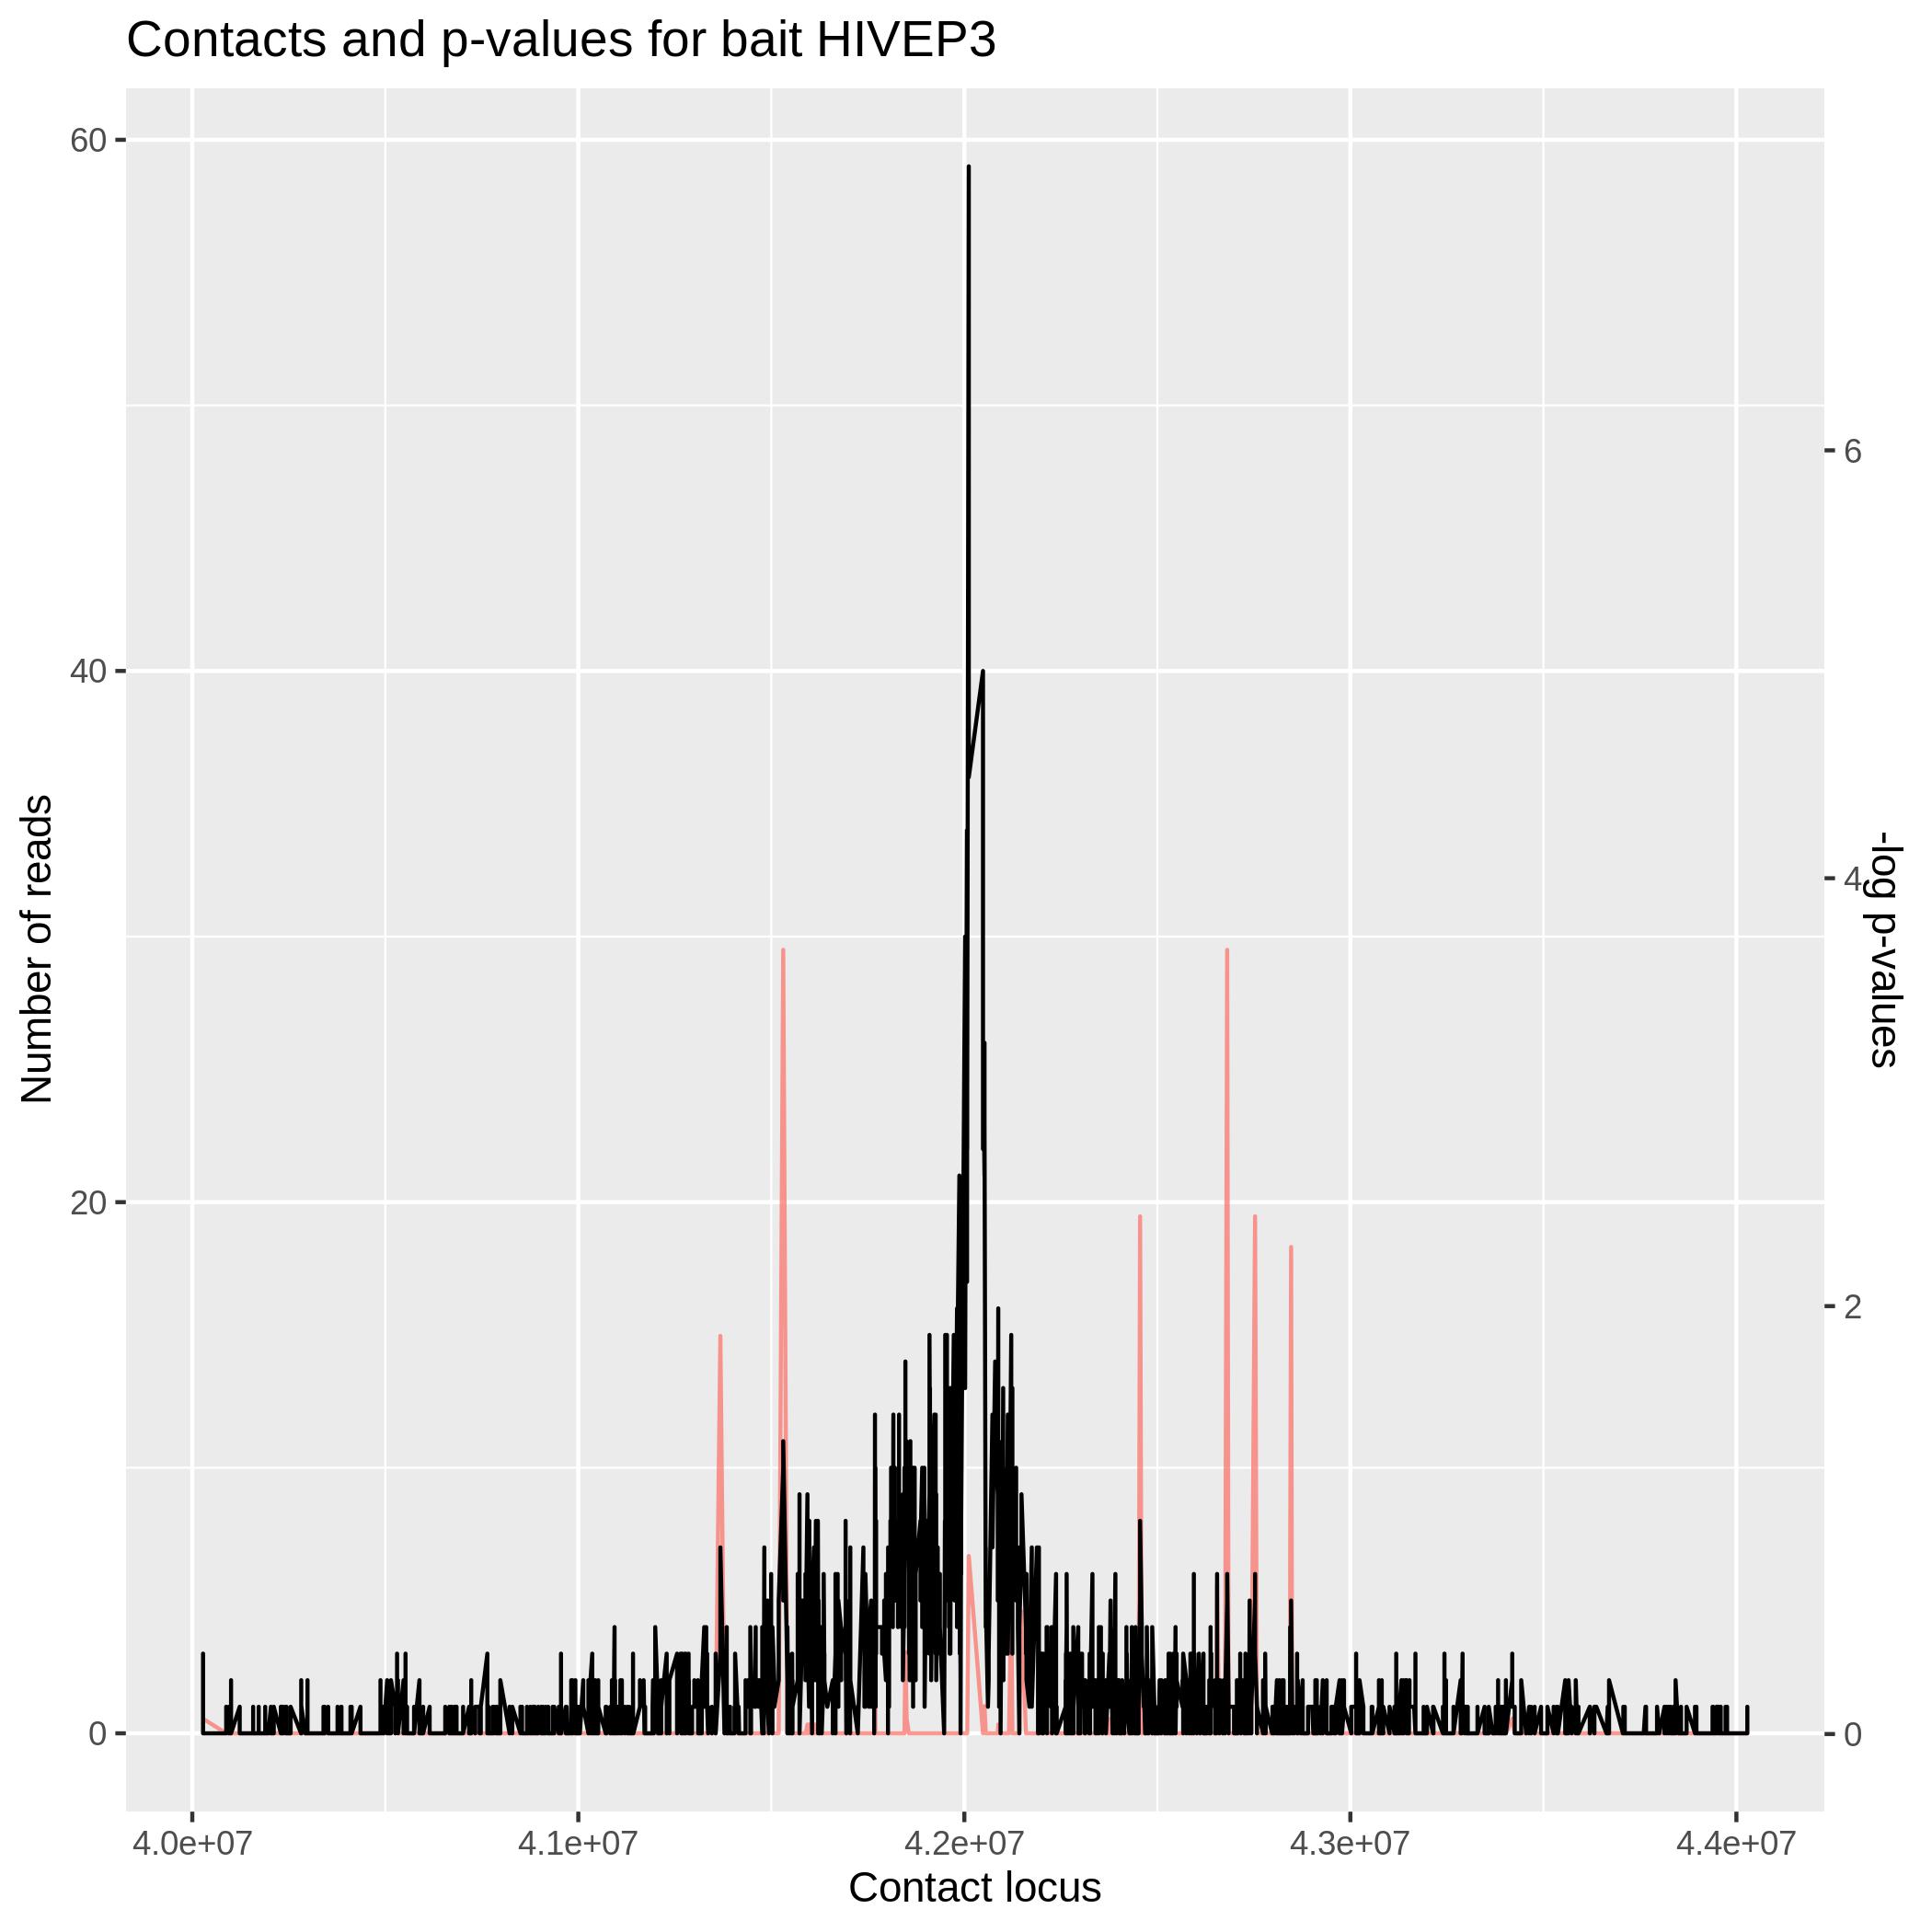 Contacts and p-values for bait HIVEP3
60
40
20
0
Number of reads
6
4
2
0
-log p-values
4.0e+07
4.1e+07
4.2e+07
4.3e+07
4.4e+07
Contact locus